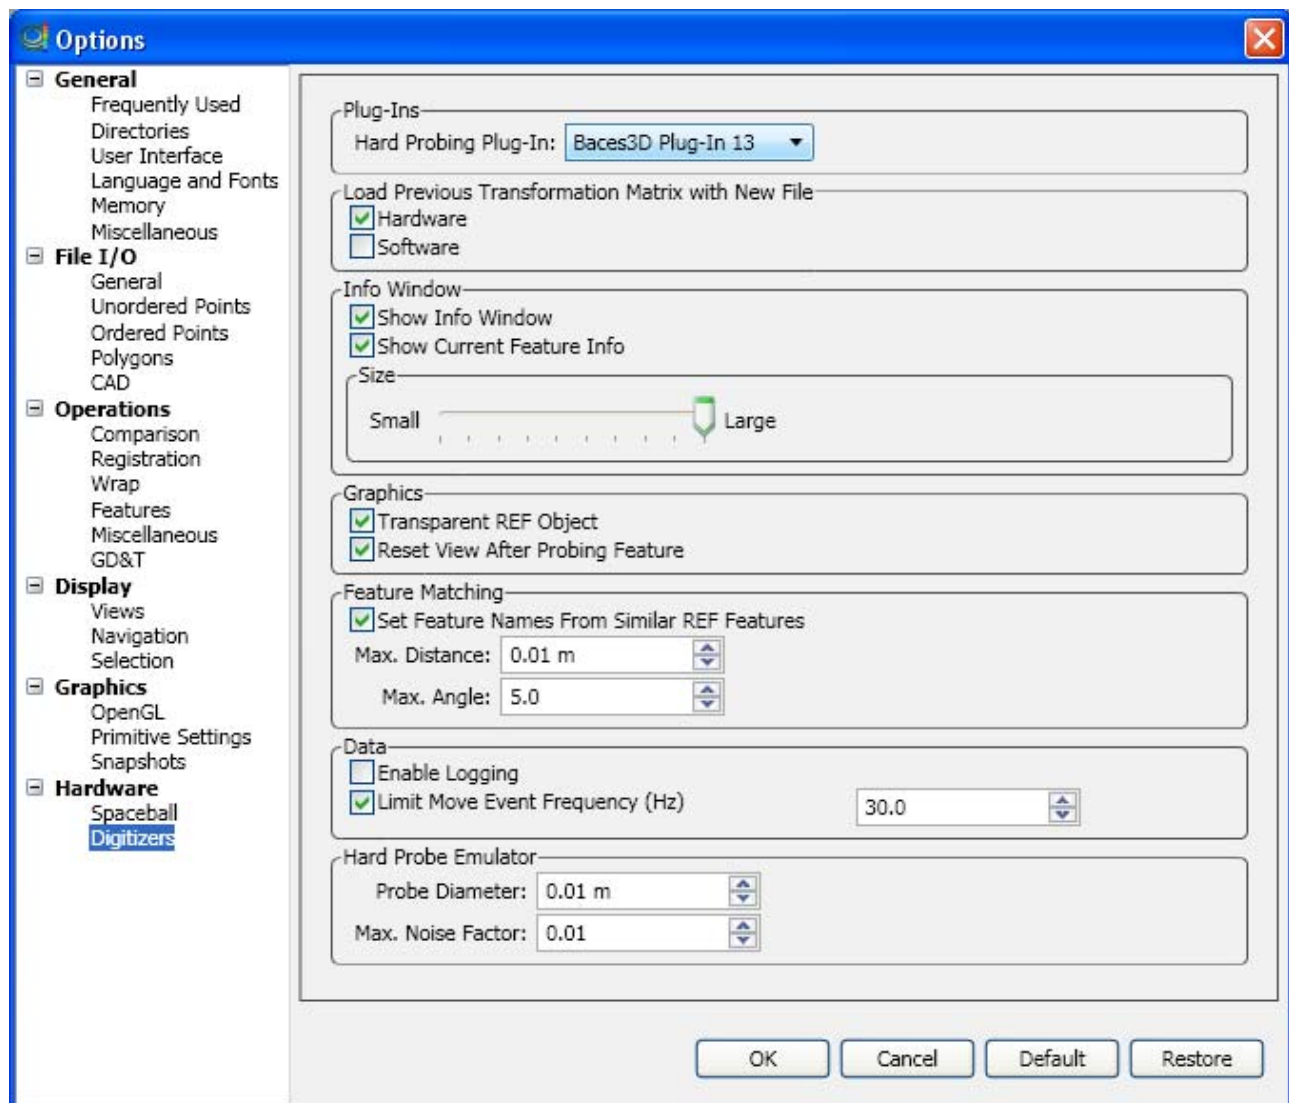 Options
General
Frequently Used
Directories
User Interface
Language and Fonts
Memory
Miscellaneous
File I/O
General
Unordered Points
Ordered Points
Polygons
CAD
Operations
Comparison
Registration
Wrap
Features
Miscellaneous
GD&T
Display
Views
Navigation
Selection
Graphics
OpenGL
Primitive Settings
Snapshots
Hardware
Spaceball
Digitizers
Plug-Ins
Hard Probing Plug-In: Baces3D Plug-In 13
Load Previous Transformation Matrix with New File
Hardware
Software
Info Window
Show Info Window
Show Current Feature Info
Size
Small Large
Graphics
Transparent REF Object
Reset View After Probing Feature
Feature Matching
Set Feature Names From Similar REF Features
Max. Distance: 0.01 m
Max. Angle: 5.0
Data
Enable Logging
Limit Move Event Frequency (Hz) 30.0
Hard Probe Emulator
Probe Diameter: 0.01 m
Max. Noise Factor: 0.01
OK Cancel Default Restore